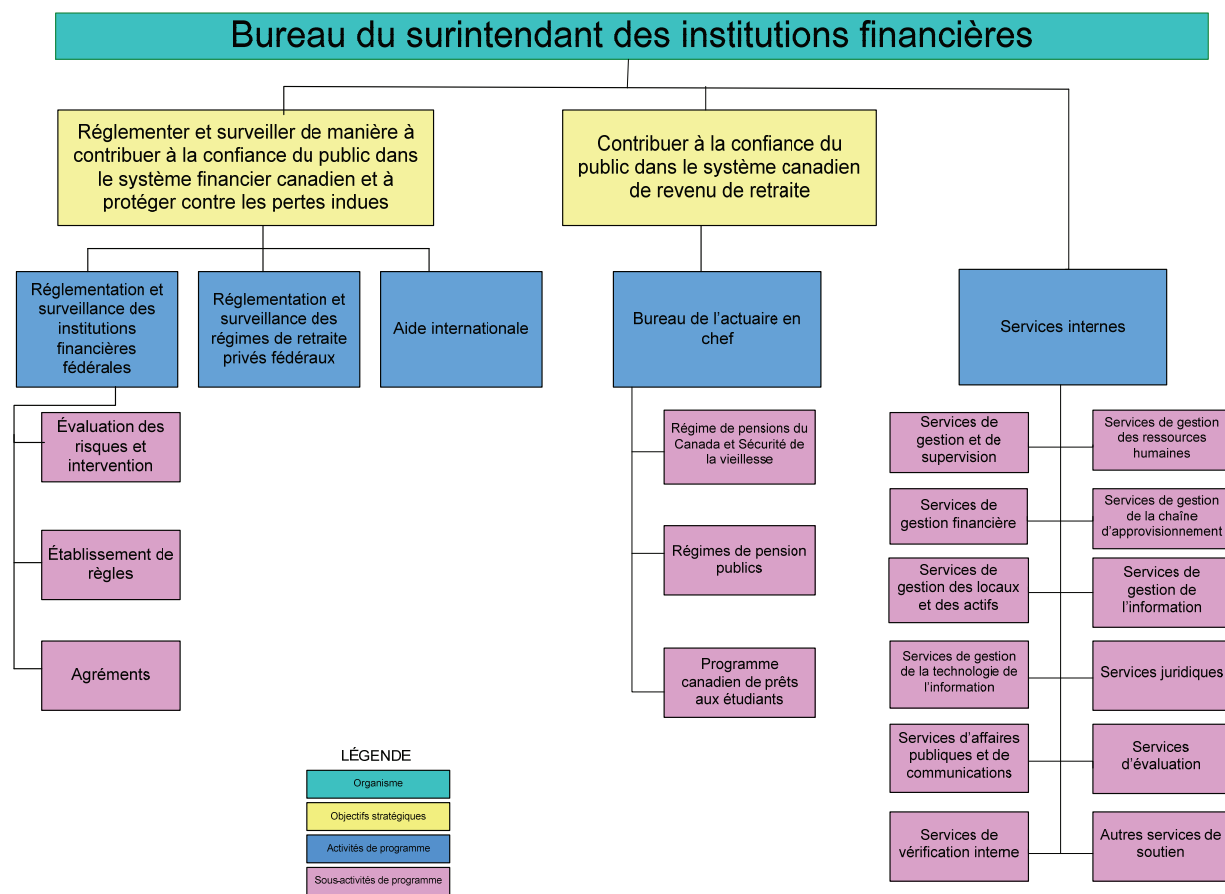 Bureau du surintendant des institutions financières
Réglementer et surveiller de manière à
contribuer à la confiance du public dans
le système financier canadien et à
protéger contre les pertes indues
Contribuer à la confiance du
public dans le système canadien
de revenu de retraite
Réglementation et
surveillance des
institutions
financières
fédérales
Réglementation et
surveillance des
régimes de retraite
privés fédéraux
Aide internationale
Bureau de l'actuaire en
chef
Services internes
Évaluation des
risques et
intervention
Établissement de
règles
Agréments
Régime de pensions du
Canada et Sécurité de
la vieillesse
Régimes de pension
publics
Programme
canadien de prêts
aux étudiants
Services de
gestion et de
supervision
Services de gestion
des ressources
humaines
Services de
gestion financière
Services de gestion
de la chaîne
d'approvisionnement
Services de
gestion des locaux
et des actifs
Services de
gestion de
l'information
Services de gestion
de la technologie de
l'information
Services juridiques
Services d'affaires
publiques et de
communications
Services
d'évaluation
Services de
vérification interne
Autres services de
soutien
LÉGENDE
Organisme
Objectifs stratégiques
Activités de programme
Sous-activités de programme